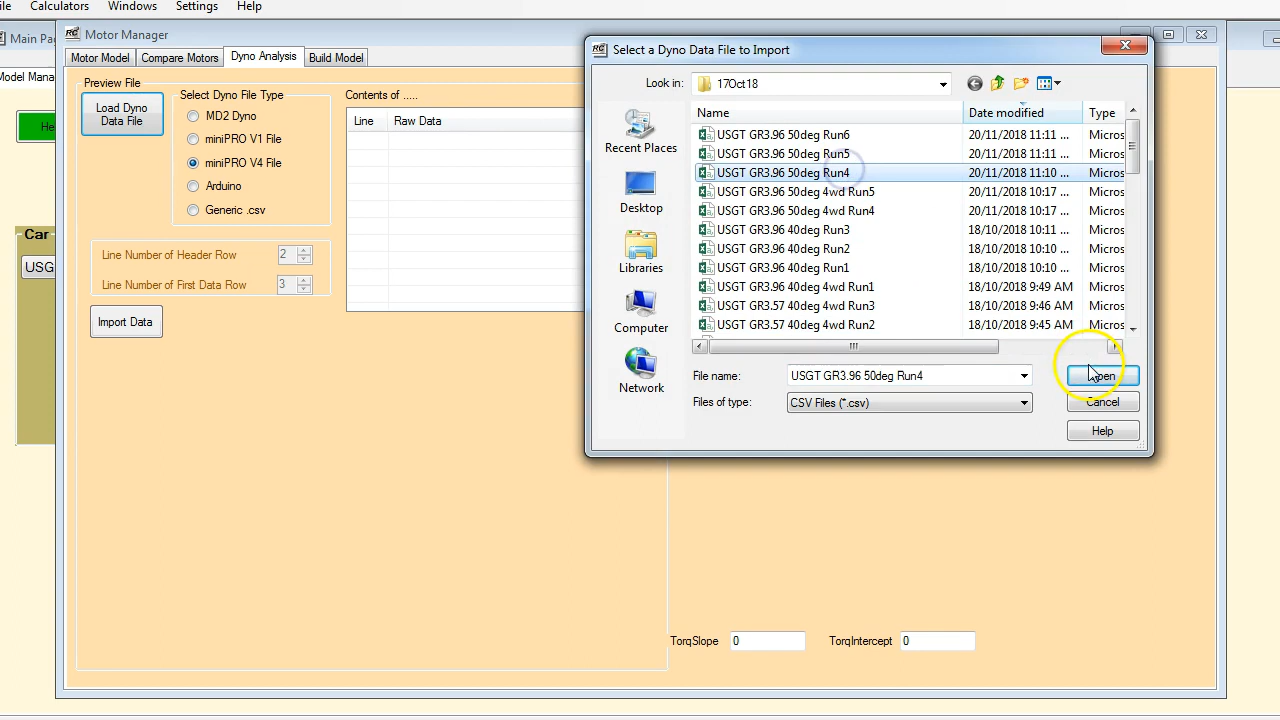 ile Calculators Windows Settings Help
Main Pag
Motor Manager
Model Mana
Motor Model Compare Motors Dyno Analysis Build Model
Preview File
Load Dyno
Data File
Select Dyno File Type
MD2 Dyno
miniPRO V1 File
miniPRO V4 File
Arduino
Generic .csv
Line Number of Header Row 2
Line Number of First Data Row 3
Import Data
Contents of .....
Line Raw Data
He
Car
USG
TorqSlope 0 TorqIntercept 0
Select a Dyno Data File to Import
Look in: 17Oct18
Recent Places
Desktop
Libraries
Computer
Network
Name Date modified Type
USGT GR3.96 50deg Run6 20/11/2018 11:11 ... Micros
USGT GR3.96 50deg Run5 20/11/2018 11:11 ... Micros
USGT GR3.96 50deg Run4 20/11/2018 11:10 ... Micros
USGT GR3.96 50deg 4wd Run5 20/11/2018 10:17 ... Micros
USGT GR3.96 50deg 4wd Run4 20/11/2018 10:17 ... Micros
USGT GR3.96 40deg Run3 18/10/2018 10:11 ... Micros
USGT GR3.96 40deg Run2 18/10/2018 10:10 ... Micros
USGT GR3.96 40deg Run1 18/10/2018 10:10 ... Micros
USGT GR3.96 40deg 4wd Run1 18/10/2018 9:49 AM Micros
USGT GR3.57 40deg 4wd Run3 18/10/2018 9:46 AM Micros
USGT GR3.57 40deg 4wd Run2 18/10/2018 9:45 AM Micros
File name: USGT GR3.96 50deg Run4
Open
Files of type: CSV Files (*.csv)
Cancel
Help